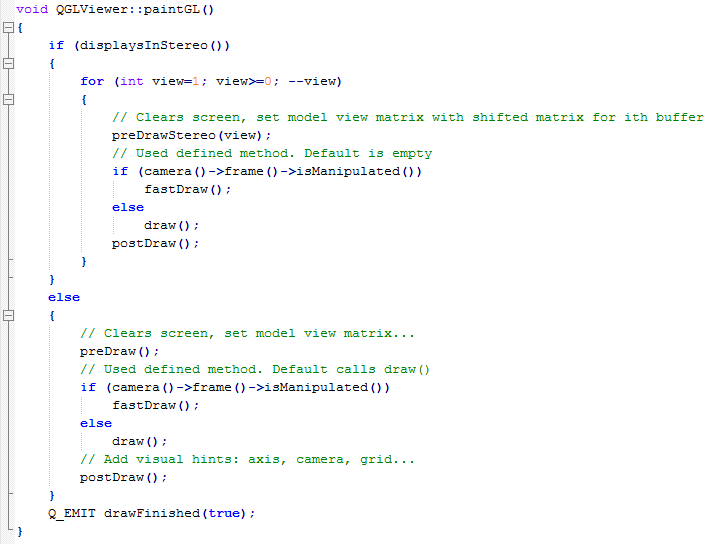 void QGLViewer::paintGL()
{
    if (displaysInStereo())
    {
        for (int view=1; view>=0; --view)
        {
            // Clears screen, set model view matrix with shifted matrix for ith buffer
            preDrawStereo(view);
            // Used defined method. Default is empty
            if (camera()->frame()->isManipulated())
                fastDraw();
            else
                draw();
            postDraw();
        }
    }
    else
    {
        // Clears screen, set model view matrix...
        preDraw();
        // Used defined method. Default calls draw()
        if (camera()->frame()->isManipulated())
            fastDraw();
        else
            draw();
        // Add visual hints: axis, camera, grid...
        postDraw();
    }
    Q_EMIT drawFinished(true);
}